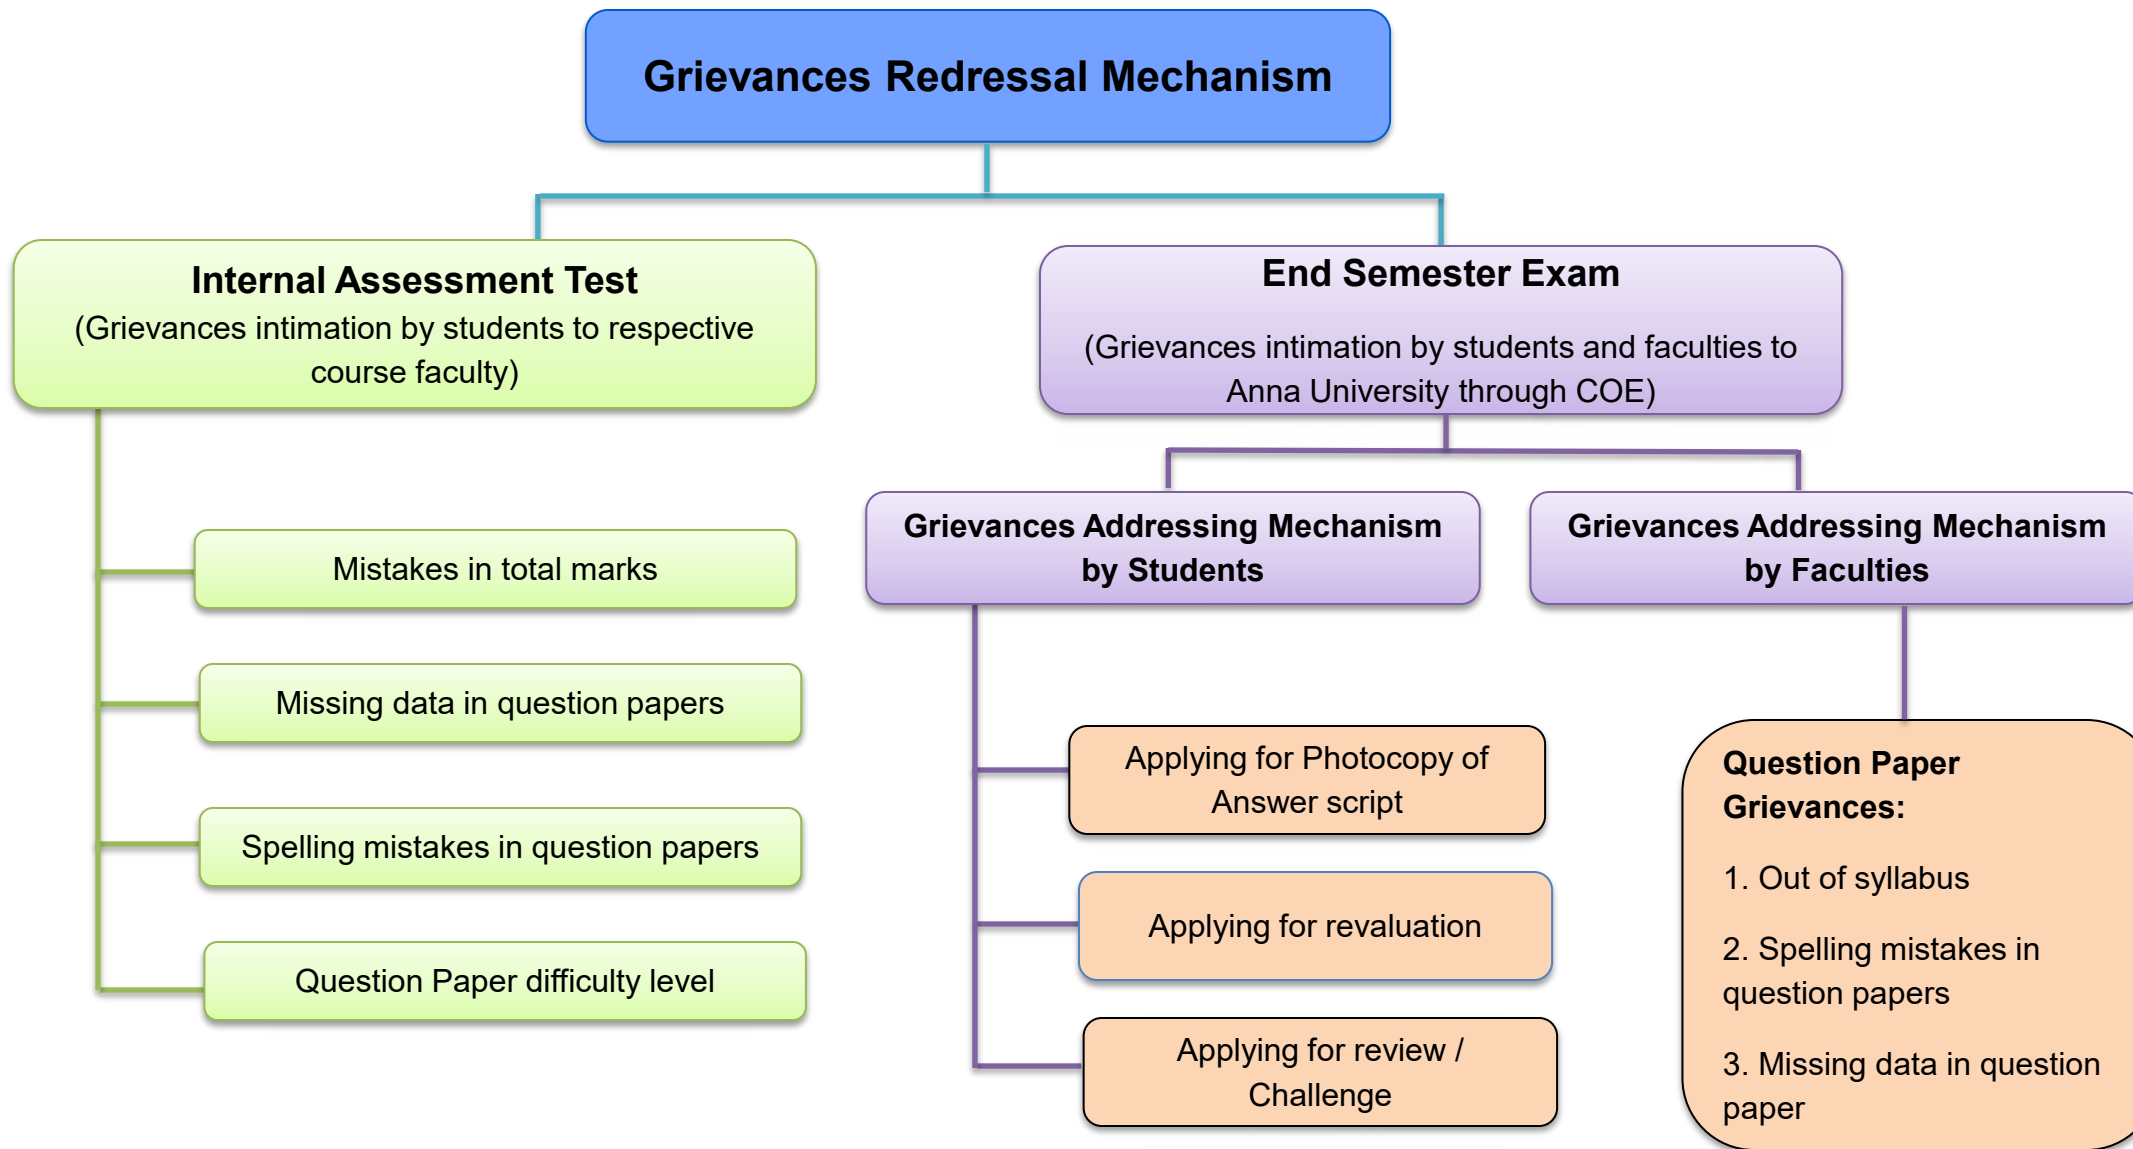 Grievances Redressal Mechanism
Internal Assessment Test
(Grievances intimation by students to respective
course faculty)
Mistakes in total marks
Missing data in question papers
Spelling mistakes in question papers
Question Paper difficulty level
End Semester Exam
(Grievances intimation by students and faculties to
Anna University through COE)
Grievances Addressing Mechanism
by Students
Applying for Photocopy of
Answer script
Applying for revaluation
Applying for review /
Challenge
Grievances Addressing Mechanism
by Faculties
Question Paper
Grievances:
1. Out of syllabus
2. Spelling mistakes in
question papers
3. Missing data in question
paper